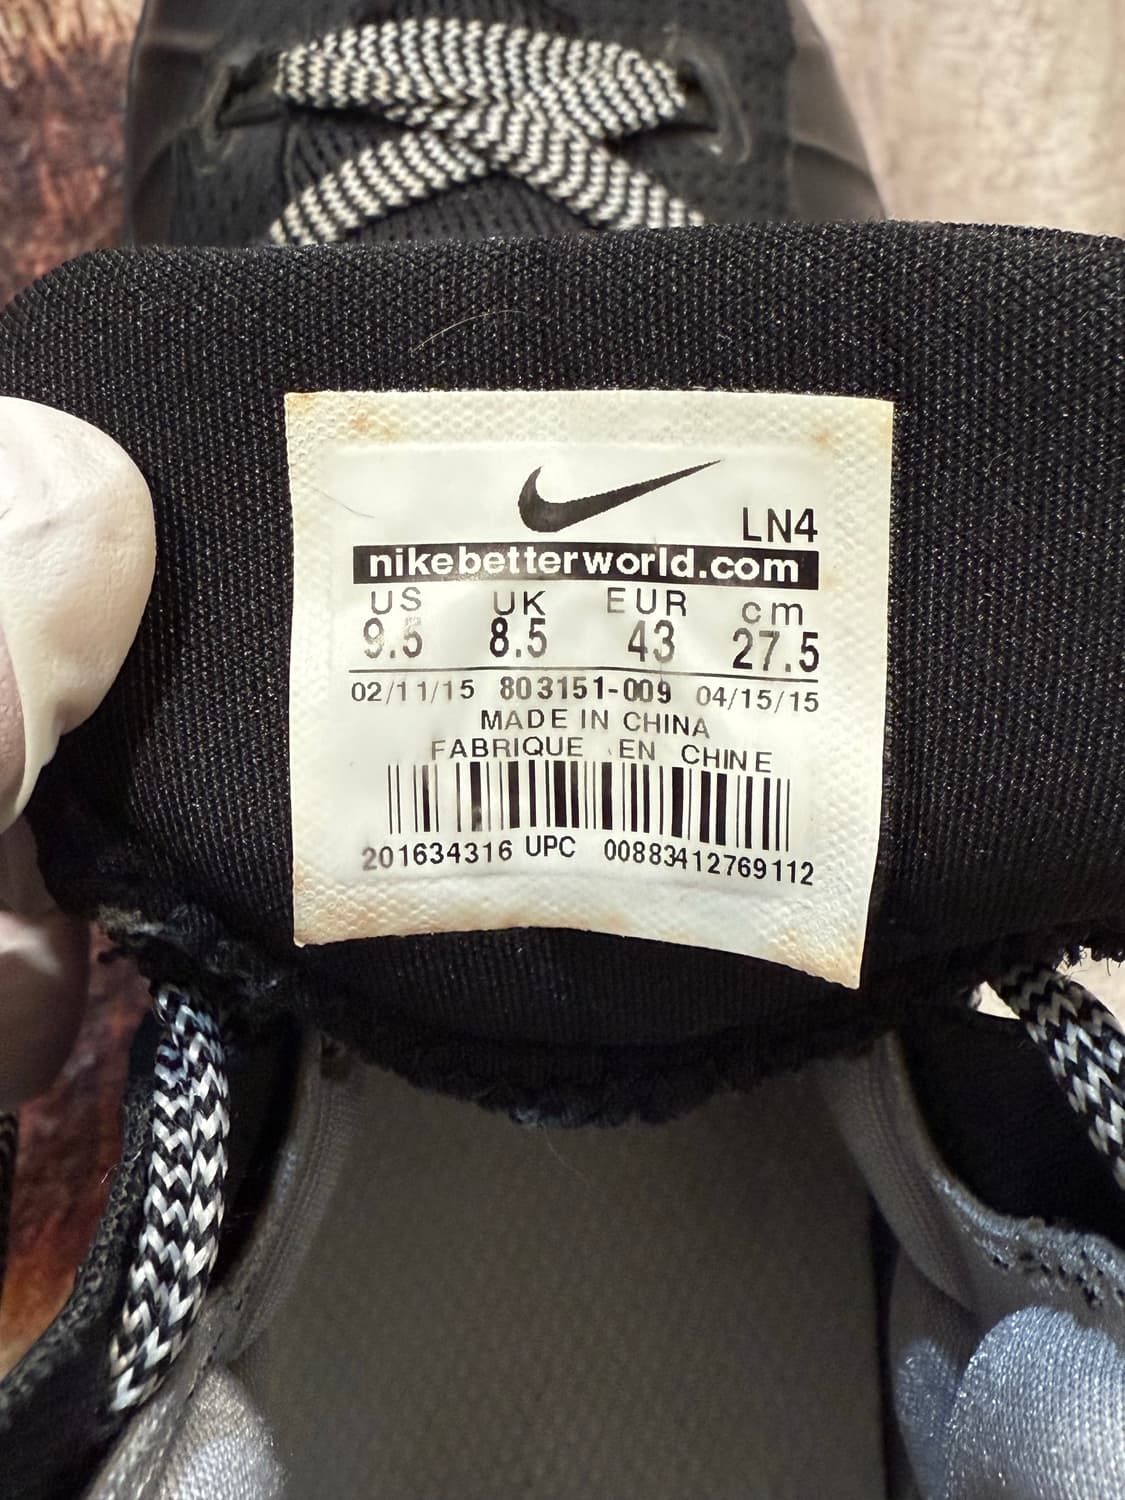 LN4
nikebetterworld.com
US UK EUR cm
9.5 8.5 43 27.5
02/11/15 803151-009 04/15/15
MADE IN CHINA
FABRIQUE EN CHINE
201634316 UPC 00883412769112